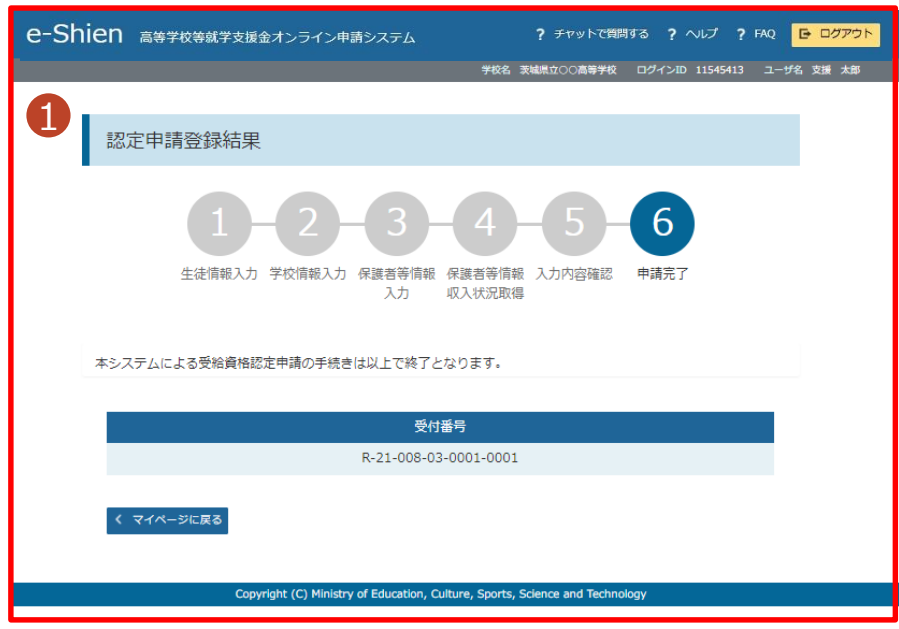 e-Shien 高等学校等就学支援金オンライン申請システム ? チャットで質問する ? ヘルプ ? FAQ ログアウト
学校名 茨城県立〇〇高等学校 ログインID 11545413 ユーザ名 支援 太郎
1
認定申請登録結果
1 2 3 4 5 6
生徒情報入力 学校情報入力 保護者等情報 保護者等情報 入力内容確認 申請完了
入力 収入状況取得
本システムによる受給資格認定申請の手続きは以上で終了となります。
受付番号
R-21-008-03-0001-0001
マイページに戻る
Copyright (C) Ministry of Education, Culture, Sports, Science and Technology